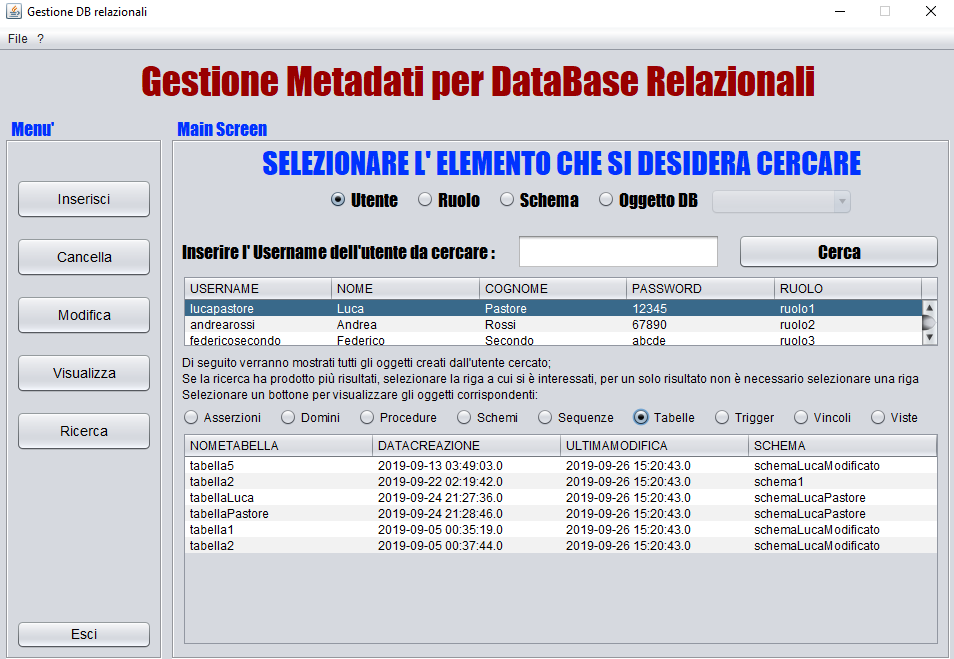 Gestione DB relazionali
File ?
Gestione Metadati per DataBase Relazionali
Menu' Main Screen
SELEZIONARE L' ELEMENTO CHE SI DESIDERA CERCARE
Utente Ruolo Schema Oggetto DB
Inserisci
Cancella
Modifica
Visualizza
Ricerca
Esci
Inserire l' Username dell'utente da cercare : Cerca
USERNAME NOME COGNOME PASSWORD RUOLO
lucapastore Luca Pastore 12345 ruolo1
andrearossi Andrea Rossi 67890 ruolo2
federicosecondo Federico Secondo abcde ruolo3
Di seguito verranno mostrati tutti gli oggetti creati dall'utente cercato;
Se la ricerca ha prodotto più risultati, selezionare la riga a cui si è interessati, per un solo risultato non è necessario selezionare una riga
Selezionare un bottone per visualizzare gli oggetti corrispondenti:
Asserzioni Domini Procedure Schemi Sequenze Tabelle Trigger Vincoli Viste
NOMETABELLA DATACREAZIONE ULTIMAMODIFICA SCHEMA
tabella5 2019-09-13 03:49:03.0 2019-09-26 15:20:43.0 schemaLucaModificato
tabella2 2019-09-22 02:19:42.0 2019-09-26 15:20:43.0 schema1
tabellaLuca 2019-09-24 21:27:36.0 2019-09-26 15:20:43.0 schemaLucaPastore
tabellaPastore 2019-09-24 21:28:46.0 2019-09-26 15:20:43.0 schemaLucaPastore
tabella1 2019-09-05 00:35:19.0 2019-09-26 15:20:43.0 schemaLucaModificato
tabella2 2019-09-05 00:37:44.0 2019-09-26 15:20:43.0 schemaLucaModificato